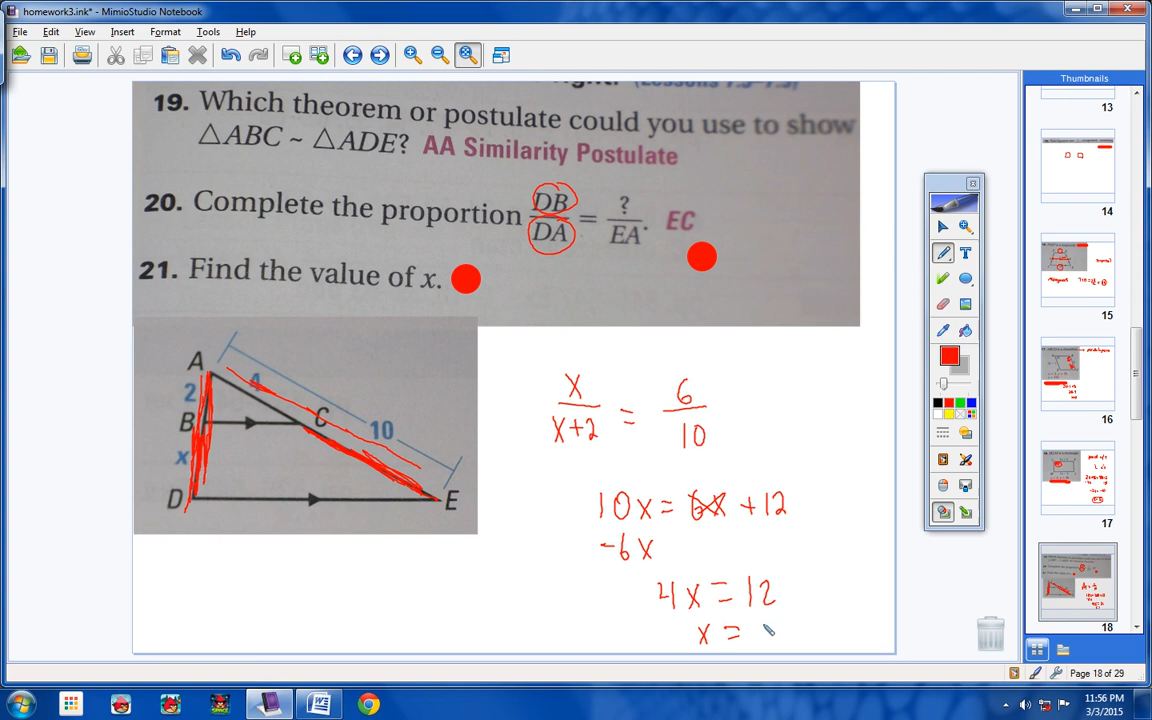 homework3.ink* - MimioStudio Notebook
File Edit View Insert Format Tools Help
19. Which theorem or postulate could you use to show
△ABC ~ △ADE? AA Similarity Postulate
20. Complete the proportion DB/DA = ?/EA. EC
21. Find the value of x.
A
2
4
B
C
10
x
D
E
x/x+2 = 6/10
10x = 6x + 12
-6x
4x = 12
x =
Thumbnails
13
14
15
16
17
18
Page 18 of 29
11:56 PM
3/3/2015